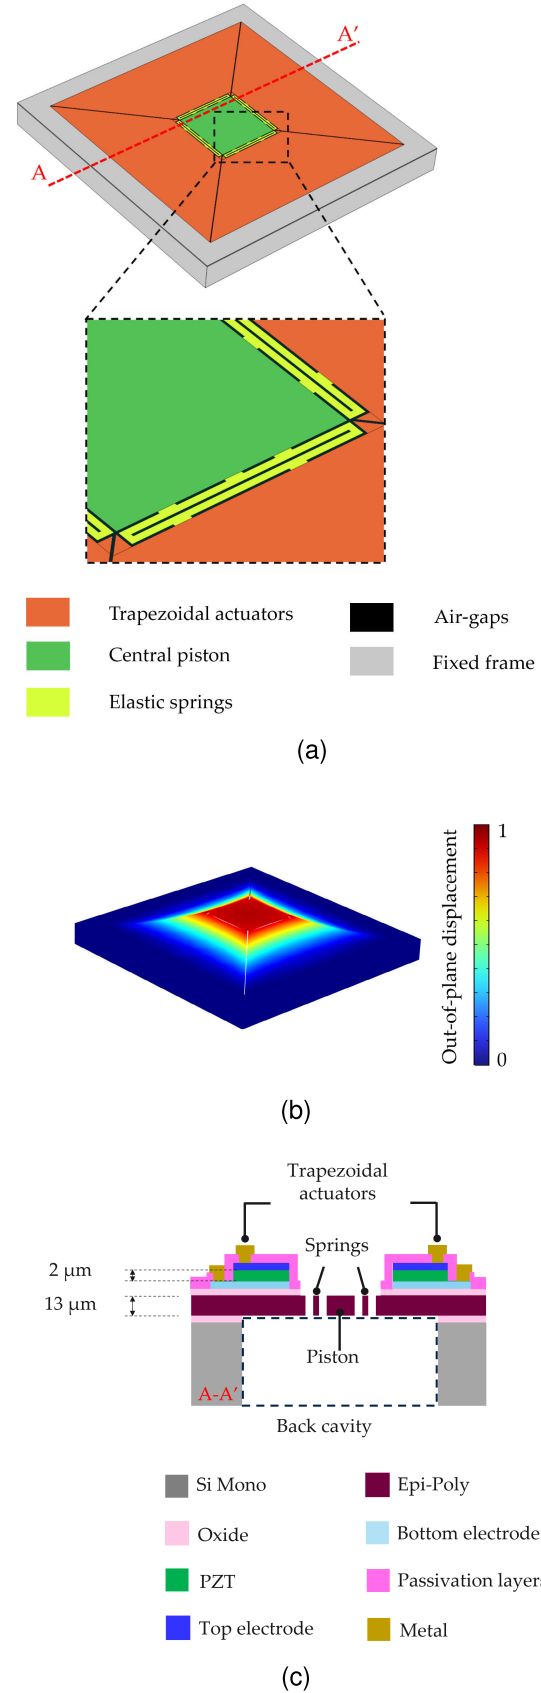 A'
A
Trapezoidal actuators
Air-gaps
Central piston
Fixed frame
Elastic springs
(a)
Out-of-plane displacement
1
0
(b)
Trapezoidal
actuators
Springs
2 μm
13 μm
Piston
A-A'
Back cavity
Si Mono
Epi-Poly
Oxide
Bottom electrode
PZT
Passivation layer
Top electrode
Metal
(c)